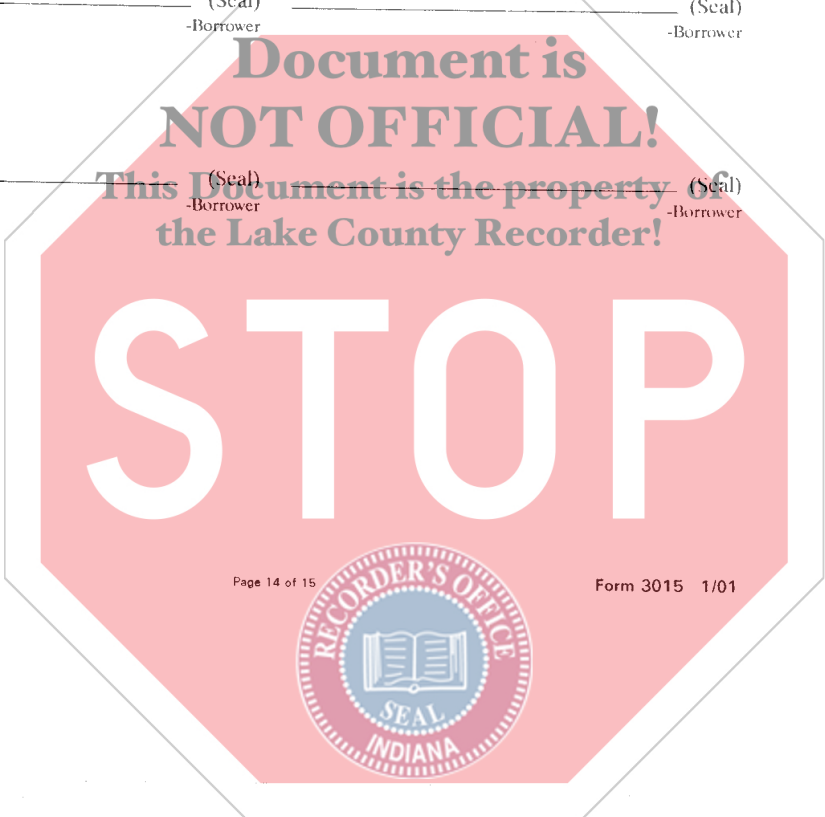 (Seal) (Seal)
-Borrower -Borrower
Document is
NOT OFFICIAL!
This Document is the property of
(Seal) (Seal)
-Borrower -Borrower
the Lake County Recorder!
STOP
Page 14 of 15 Form 3015 1/01
RECORDER'S OFFICE
SEAL
INDIANA